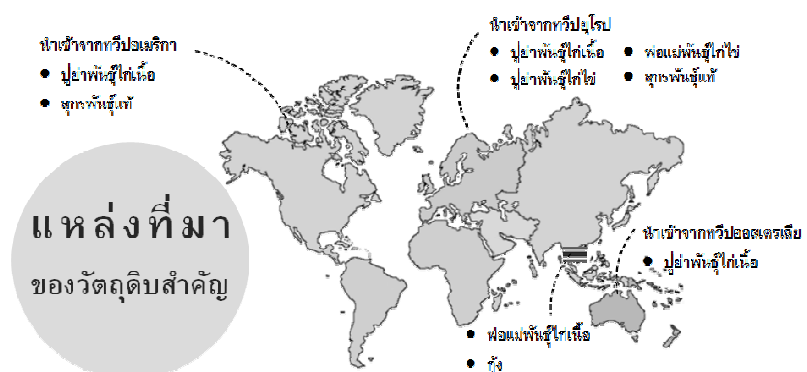 นำเข้าจากทวีปอเมริกา
● ปู่ย่าพันธุ์ไก่เนื้อ
● สุกรพันธุ์แท้
นำเข้าจากทวีปยุโรป
● ปู่ย่าพันธุ์ไก่เนื้อ ● พ่อแม่พันธุ์ไก่ไข่
● ปู่ย่าพันธุ์ไก่ไข่ ● สุกรพันธุ์แท้
แหล่งที่มา
ของวัตถุดิบสำคัญ
นำเข้าจากทวีปออสเตรเลีย
● ปู่ย่าพันธุ์ไก่เนื้อ
● พ่อแม่พันธุ์ไก่เนื้อ
● กุ้ง